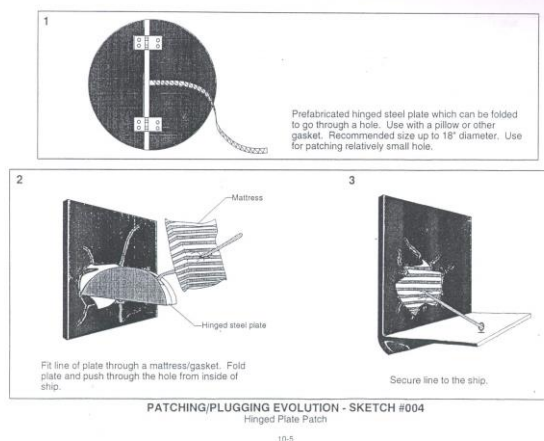 1
Prefabricated hinged steel plate which can be folded
to go through a hole. Use with a pillow or other
gasket. Recommended size up to 18" diameter. Use
for patching relatively small hole.
2
Mattress
Hinged steel plate
Fit line of plate through a mattress/gasket. Fold
plate and push through the hole from inside of
ship.
3
Secure line to the ship.
PATCHING/PLUGGING EVOLUTION - SKETCH #004
Hinged Plate Patch
10-5